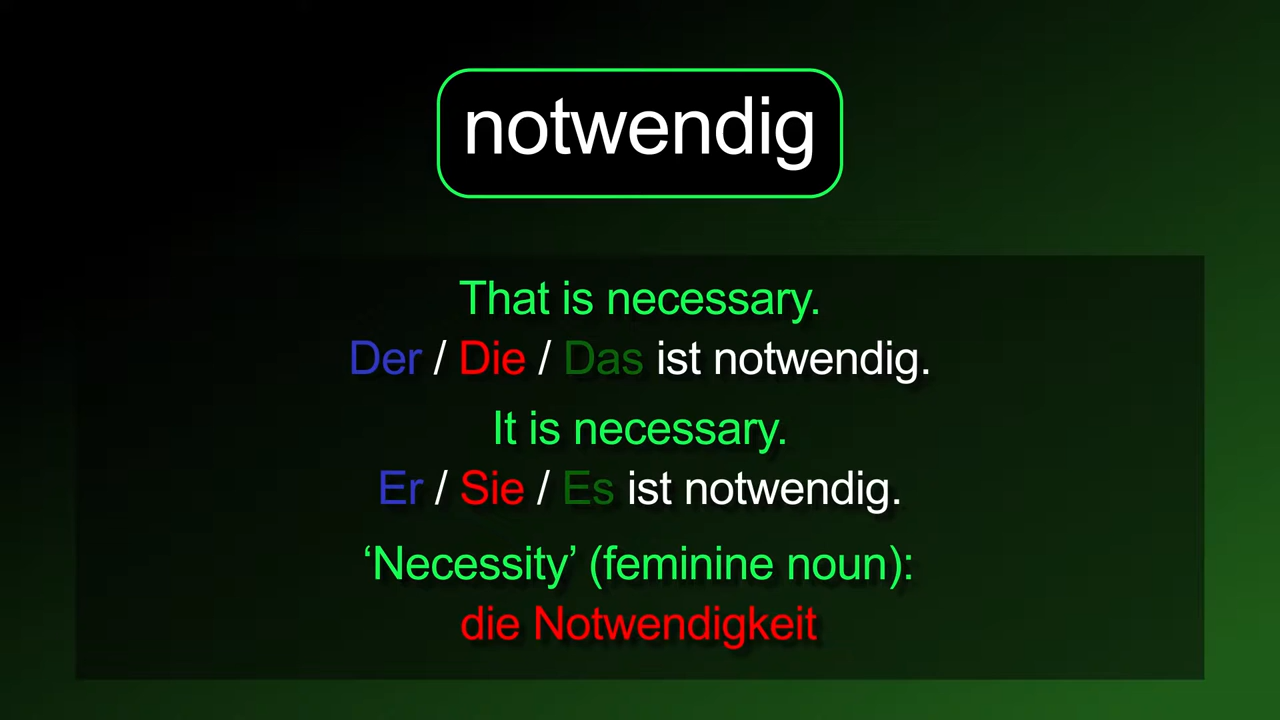 notwendig
That is necessary.
Der / Die / Das ist notwendig.
It is necessary.
Er / Sie / Es ist notwendig.
‘Necessity’ (feminine noun):
die Notwendigkeit